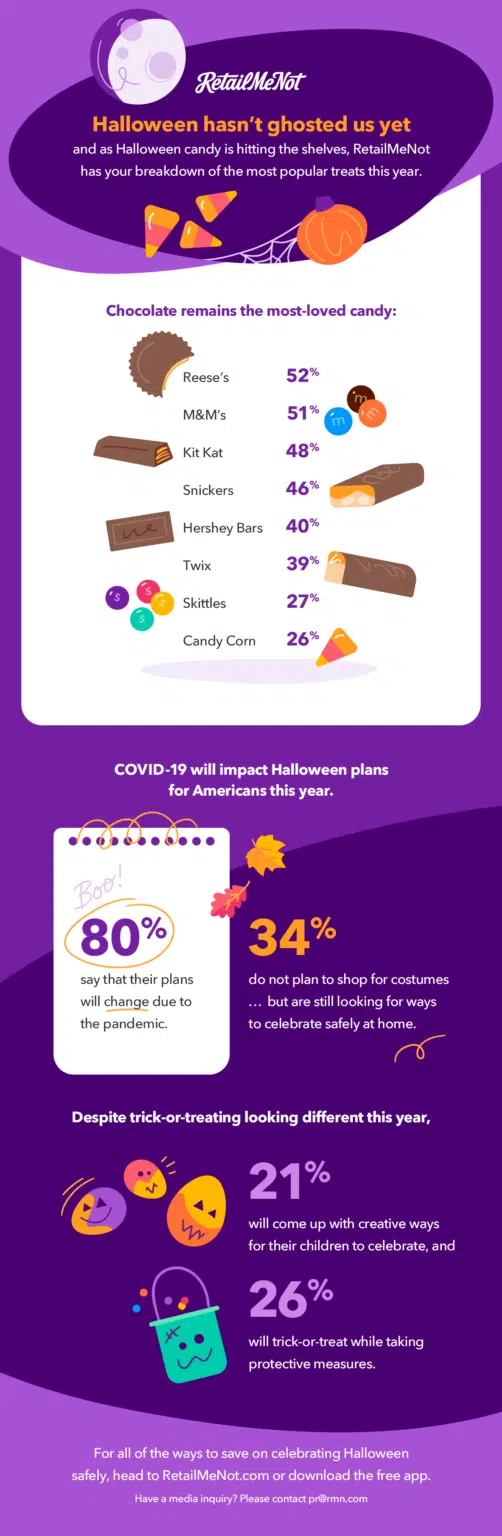 RetailMeNot
Halloween hasn't ghosted us yet
and as Halloween candy is hitting the shelves, RetailMeNot
has your breakdown of the most popular treats this year.
Chocolate remains the most-loved candy:
Reese's 52%
M&M's 51%
m m m
Kit Kat 48%
Snickers 46%
Hershey Bars 40%
Twix 39%
Skittles 27%
s s s
Candy Corn 26%
COVID-19 will impact Halloween plans
for Americans this year.
Boo!
80%
say that their plans
will change due to
the pandemic.
34%
do not plan to shop for costumes
... but are still looking for ways
to celebrate safely at home.
Despite trick-or-treating looking different this year,
21%
will come up with creative ways
for their children to celebrate, and
26%
will trick-or-treat while taking
protective measures.
For all of the ways to save on celebrating Halloween
safely, head to RetailMeNot.com or download the free app.
Have a media inquiry? Please contact pr@rmn.com